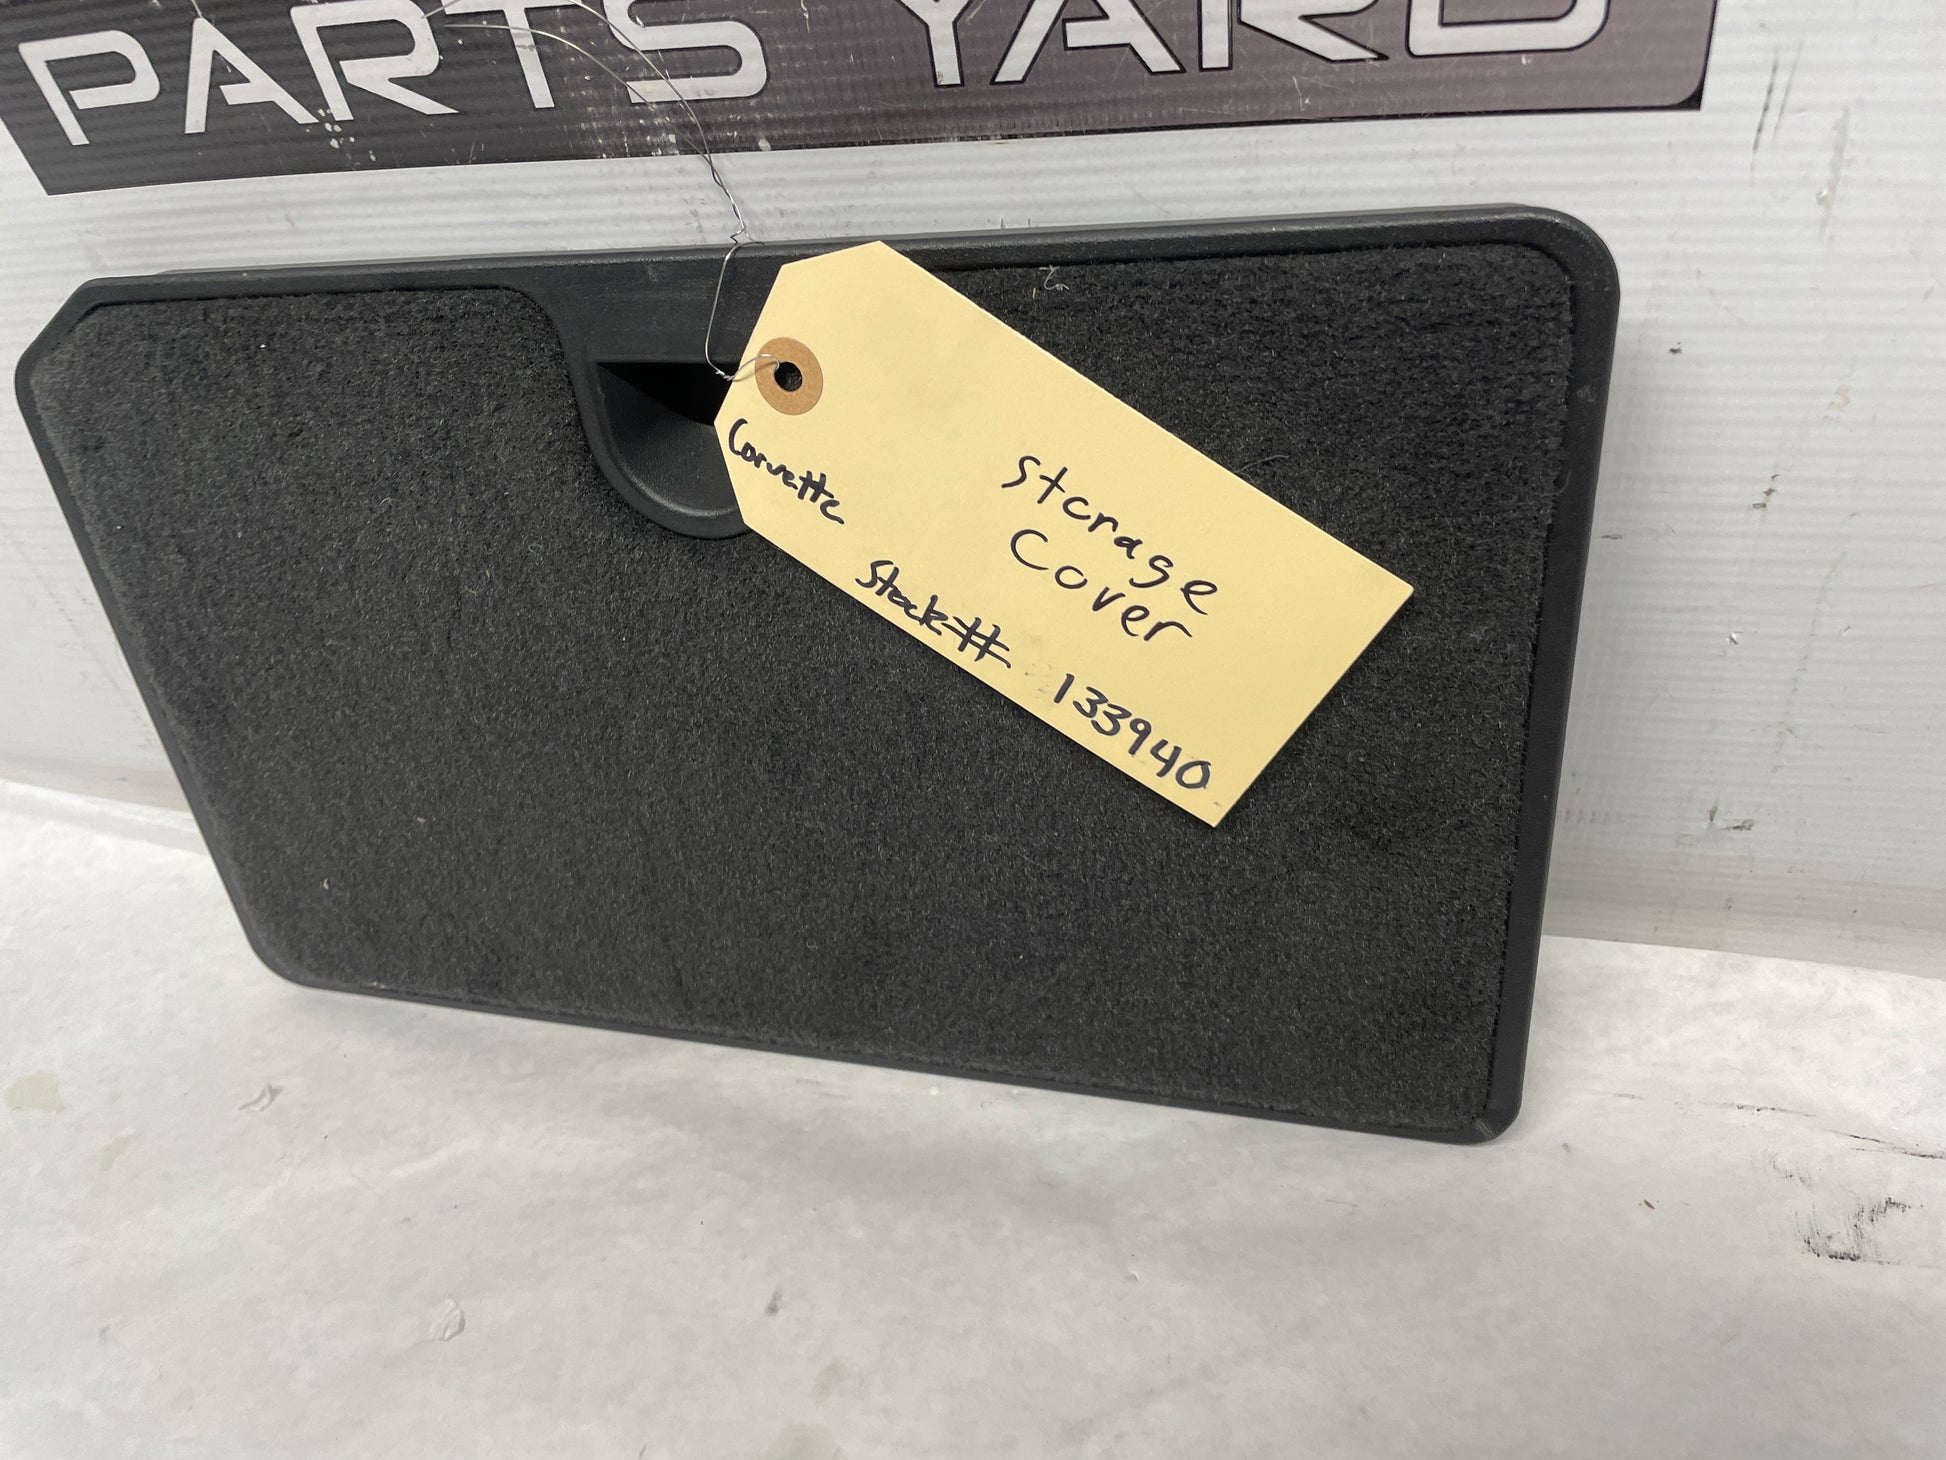 PARTS YARD
Corvette
Storage
Cover
Stock# 133940